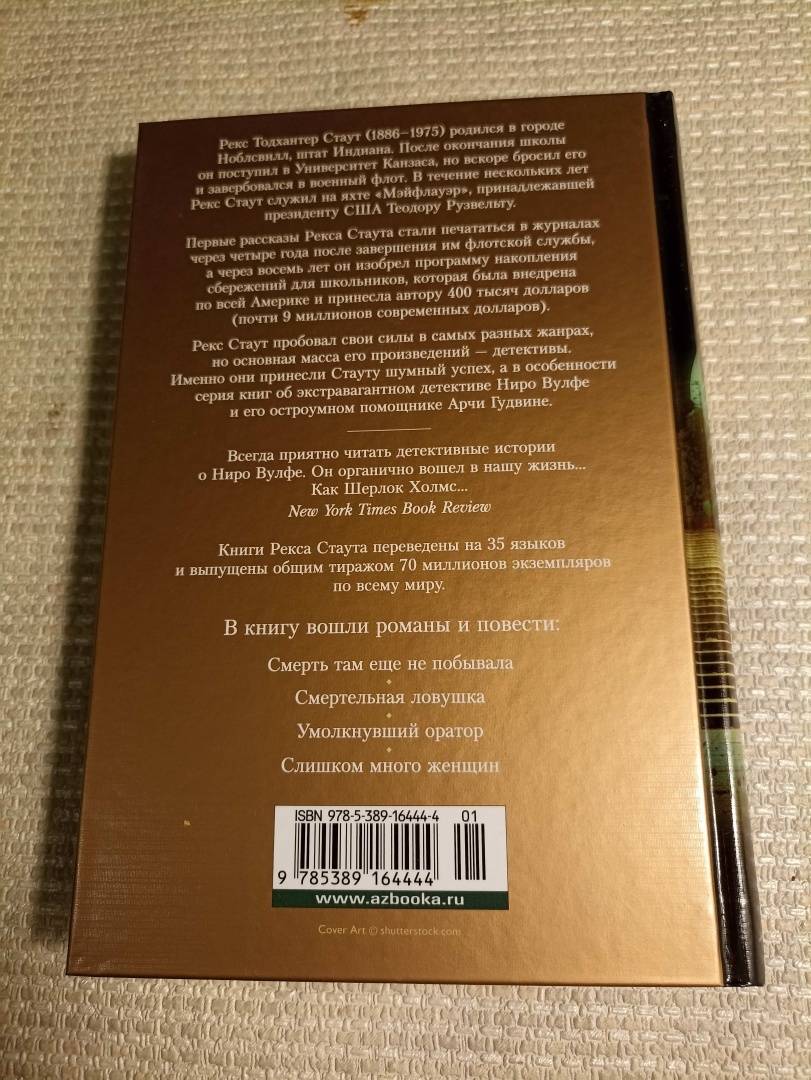 Рекс Тодхантер Стаут (1886–1975) родился в городе
Ноблсвилл, штат Индиана. После окончания школы
он поступил в Университет Канзаса, но вскоре бросил его
и завербовался в военный флот. В течение нескольких лет
Рекс Стаут служил на яхте «Мэйфлауэр», принадлежавшей
президенту США Теодору Рузвельту.
Первые рассказы Рекса Стаута стали печататься в журналах
через четыре года после завершения им флотской службы,
а через восемь лет он изобрел программу накопления
сбережений для школьников, которая была внедрена
по всей Америке и принесла автору 400 тысяч долларов
(почти 9 миллионов современных долларов).
Рекс Стаут пробовал свои силы в самых разных жанрах,
но основная масса его произведений — детективы.
Именно они принесли Стауту шумный успех, а в особенности
серия книг об экстравагантном детективе Ниро Вулфе
и его остроумном помощнике Арчи Гудвине.
Всегда приятно читать детективные истории
о Ниро Вулфе. Он органично вошел в нашу жизнь...
Как Шерлок Холмс...
New York Times Book Review
Книги Рекса Стаута переведены на 35 языков
и выпущены общим тиражом 70 миллионов экземпляров
по всему миру.
В книгу вошли романы и повести:
Смерть там еще не побывала
Смертельная ловушка
Умолкнувший оратор
Слишком много женщин
ISBN 978-5-389-16444-4 01
9 785389 164444
www.azbooka.ru
Cover Art © shutterstock.com